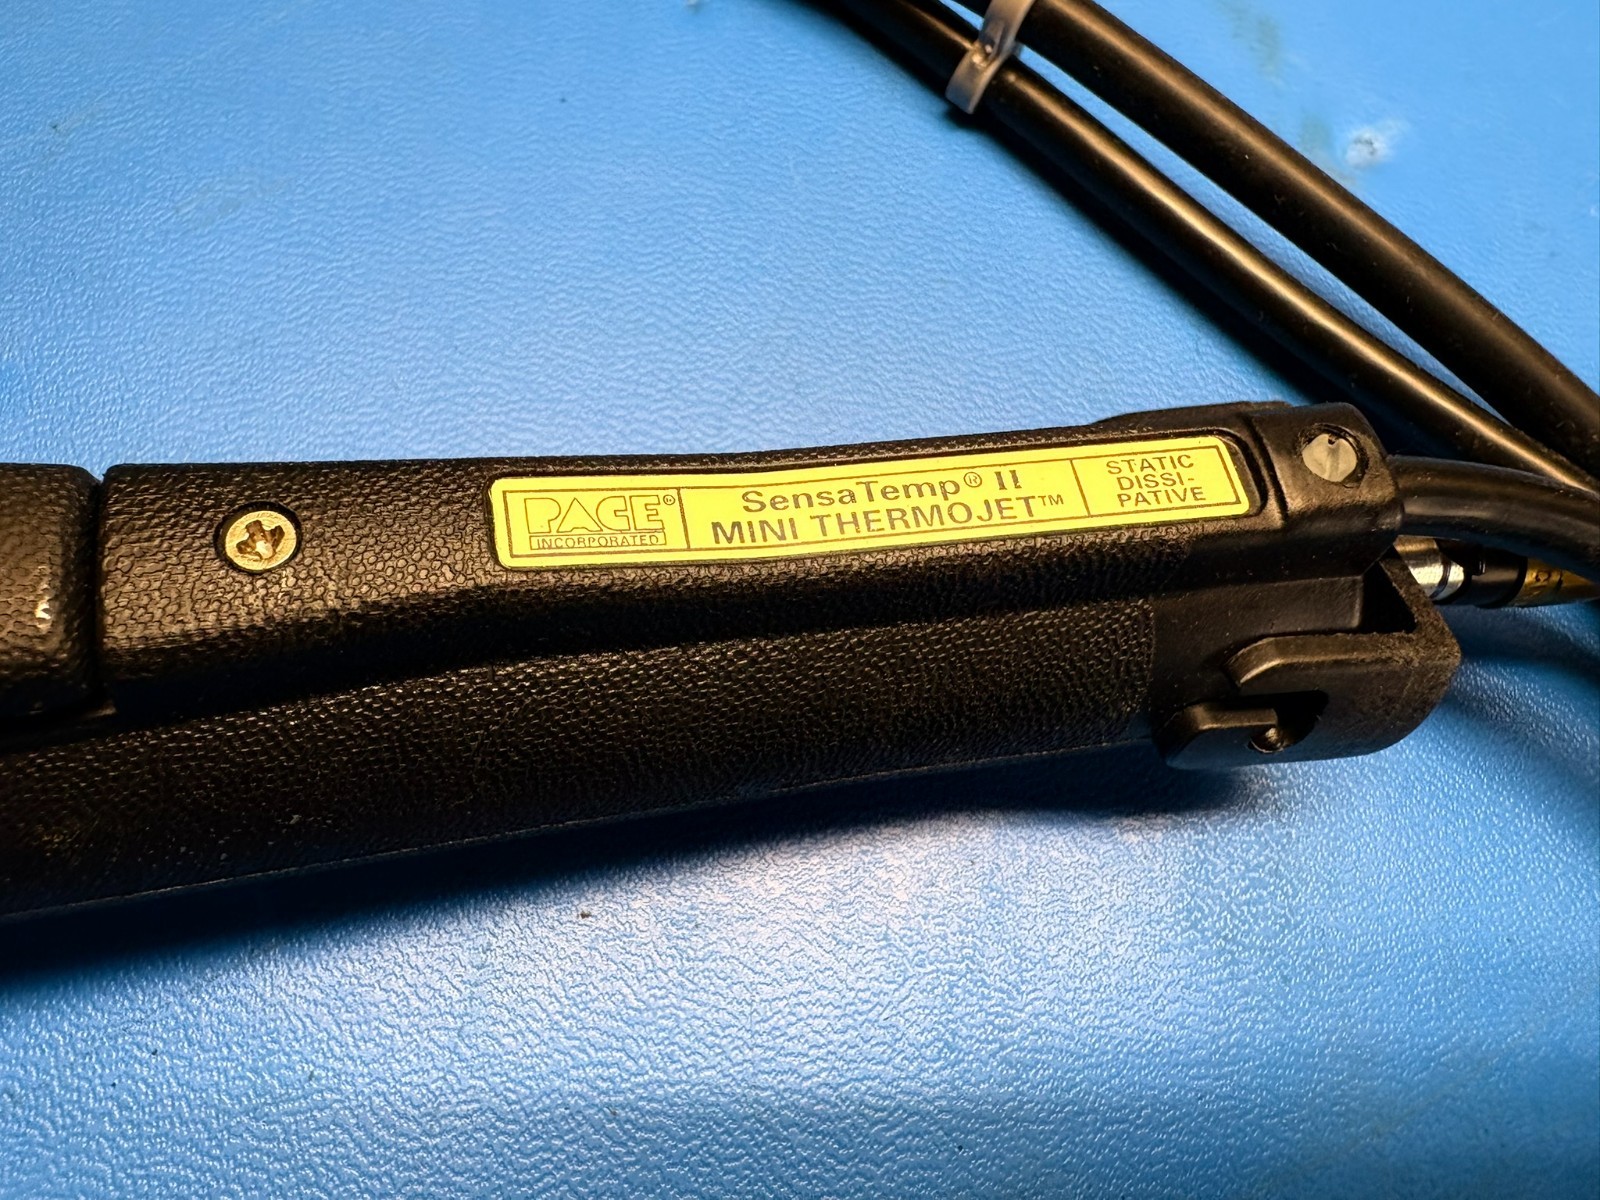 PACE®
INCORPORATED
SensaTemp® II
MINI THERMOJET™
STATIC
DISSI-
PATIVE